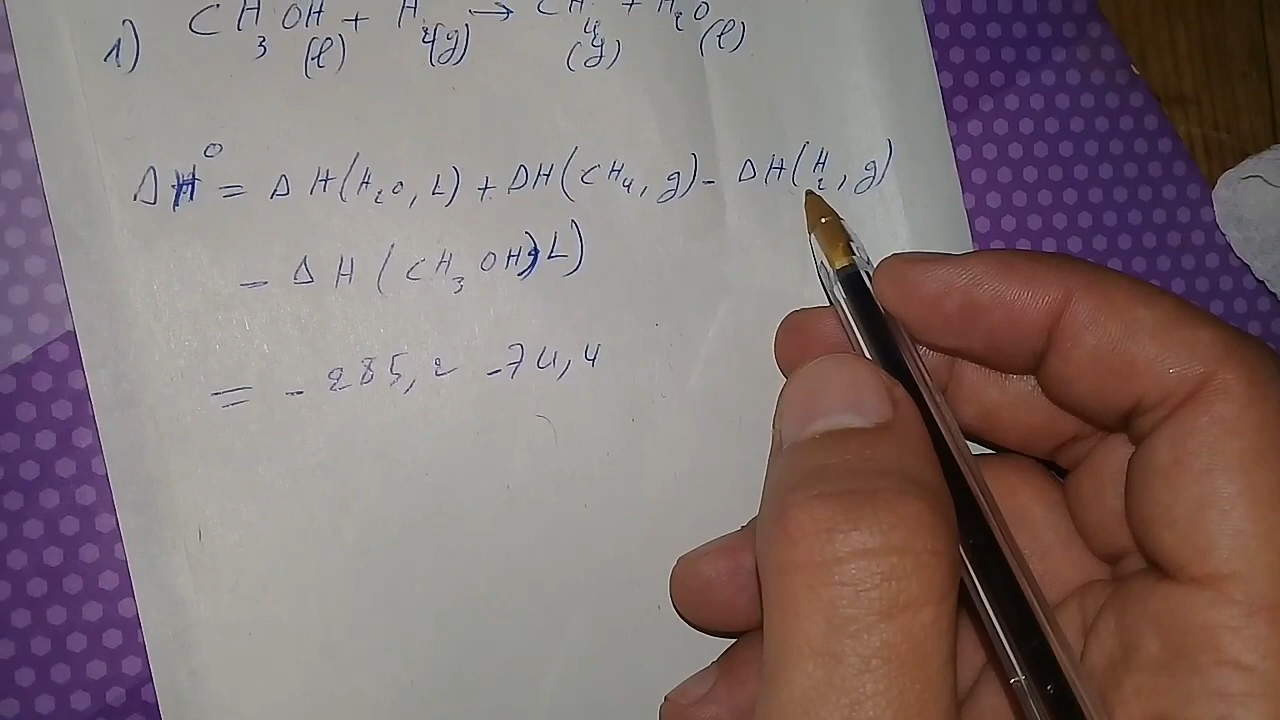 1) CH3OH(l) + H2(g) → CH4(g) + H2O(l)
ΔH° = ΔH(H2O, L) + ΔH(CH4, g) - ΔH(H2, g)
- ΔH(CH3OH, L)
= - 285,2 - 74,4